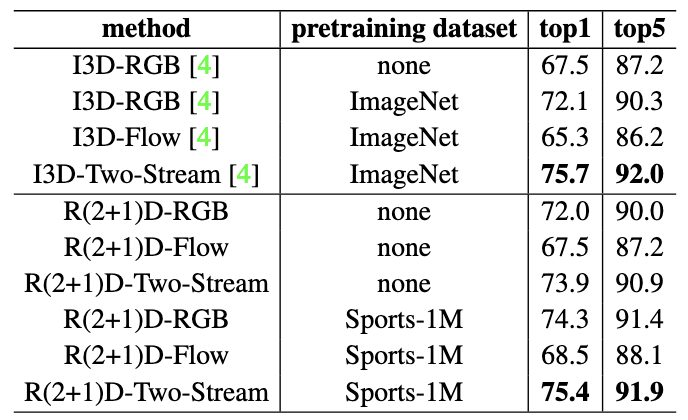 method pretraining dataset top1 top5
I3D-RGB [4] none 67.5 87.2
I3D-RGB [4] ImageNet 72.1 90.3
I3D-Flow [4] ImageNet 65.3 86.2
I3D-Two-Stream [4] ImageNet 75.7 92.0
R(2+1)D-RGB none 72.0 90.0
R(2+1)D-Flow none 67.5 87.2
R(2+1)D-Two-Stream none 73.9 90.9
R(2+1)D-RGB Sports-1M 74.3 91.4
R(2+1)D-Flow Sports-1M 68.5 88.1
R(2+1)D-Two-Stream Sports-1M 75.4 91.9